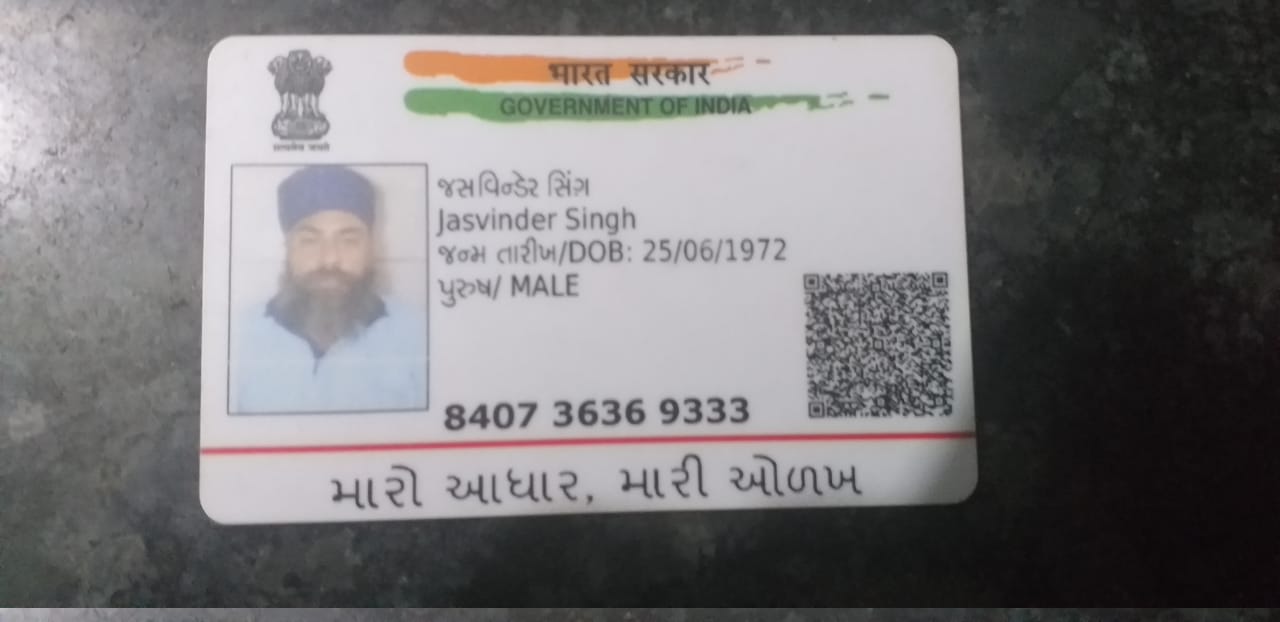 भारत सरकार
GOVERNMENT OF INDIA
सत्यमेव जयते
જસવિન્ડેર સિંગ
Jasvinder Singh
જન્મ તારીખ/DOB: 25/06/1972
પુરુષ/ MALE
8407 3636 9333
મારો આધાર, મારી ઓળખ